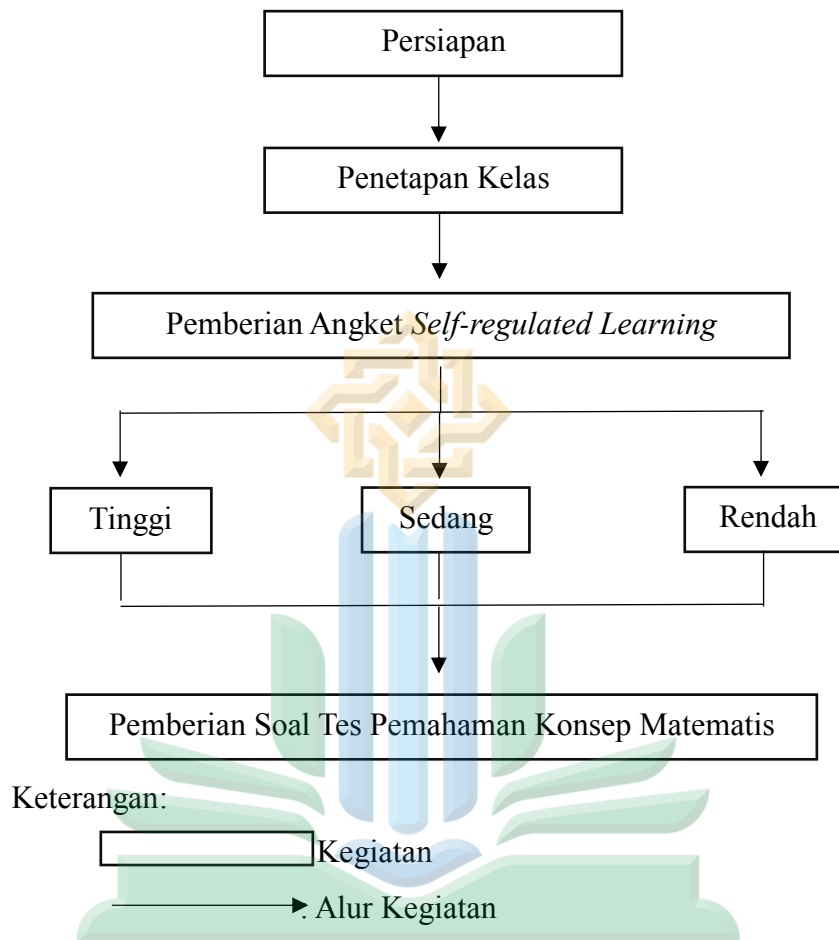 Persiapan
Penetapan Kelas
Pemberian Angket Self-regulated Learning
Tinggi
Sedang
Rendah
Pemberian Soal Tes Pemahaman Konsep Matematis
Keterangan:
Kegiatan
: Alur Kegiatan